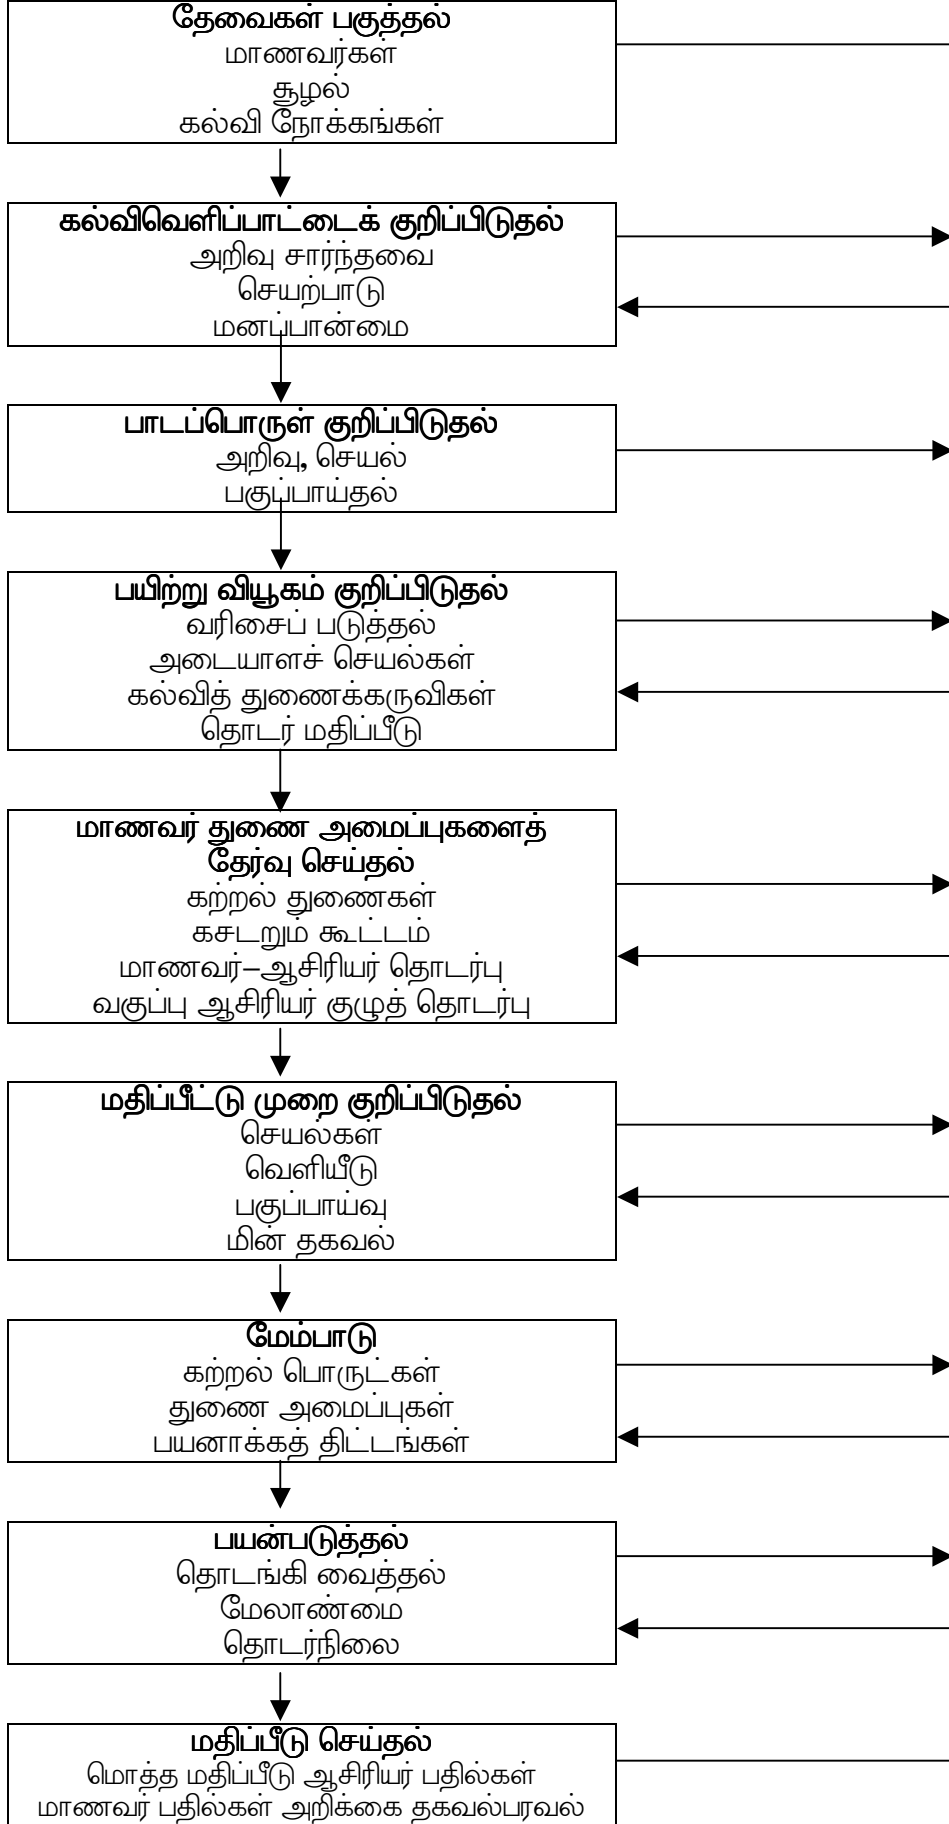 தேவைகள் பகுத்தல்
மாணவர்கள்
சூழல்
கல்வி நோக்கங்கள்
கல்விவெளிப்பாட்டைக் குறிப்பிடுதல்
அறிவு சார்ந்தவை
செயற்பாடு
மனப்பான்மை
பாடப்பொருள் குறிப்பிடுதல்
அறிவு, செயல்
பகுப்பாய்தல்
பயிற்று வியூகம் குறிப்பிடுதல்
வரிசைப் படுத்தல்
அடையாளச் செயல்கள்
கல்வித் துணைக்கருவிகள்
தொடர் மதிப்பீடு
மாணவர் துணை அமைப்புகளைத்
தேர்வு செய்தல்
கற்றல் துணைகள்
கசடறும் கூட்டம்
மாணவர்–ஆசிரியர் தொடர்பு
வகுப்பு ஆசிரியர் குழுத் தொடர்பு
மதிப்பீட்டு முறை குறிப்பிடுதல்
செயல்கள்
வெளியீடு
பகுப்பாய்வு
மின் தகவல்
மேம்பாடு
கற்றல் பொருட்கள்
துணை அமைப்புகள்
பயனாக்கத் திட்டங்கள்
பயன்படுத்தல்
தொடங்கி வைத்தல்
மேலாண்மை
தொடர்நிலை
மதிப்பீடு செய்தல்
மொத்த மதிப்பீடு ஆசிரியர் பதில்கள்
மாணவர் பதில்கள் அறிக்கை தகவல்பரவல்